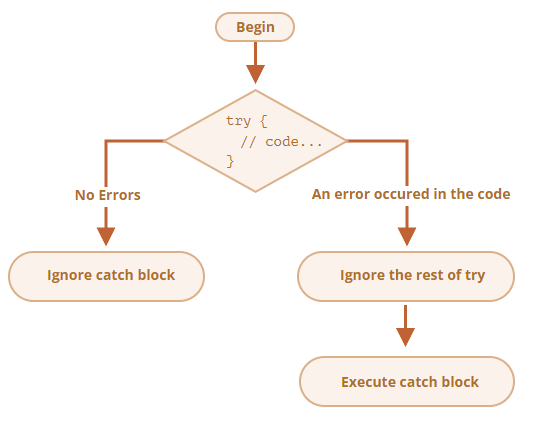 Begin
try {
// code...
}
No Errors
An error occured in the code
Ignore catch block
Ignore the rest of try
Execute catch block